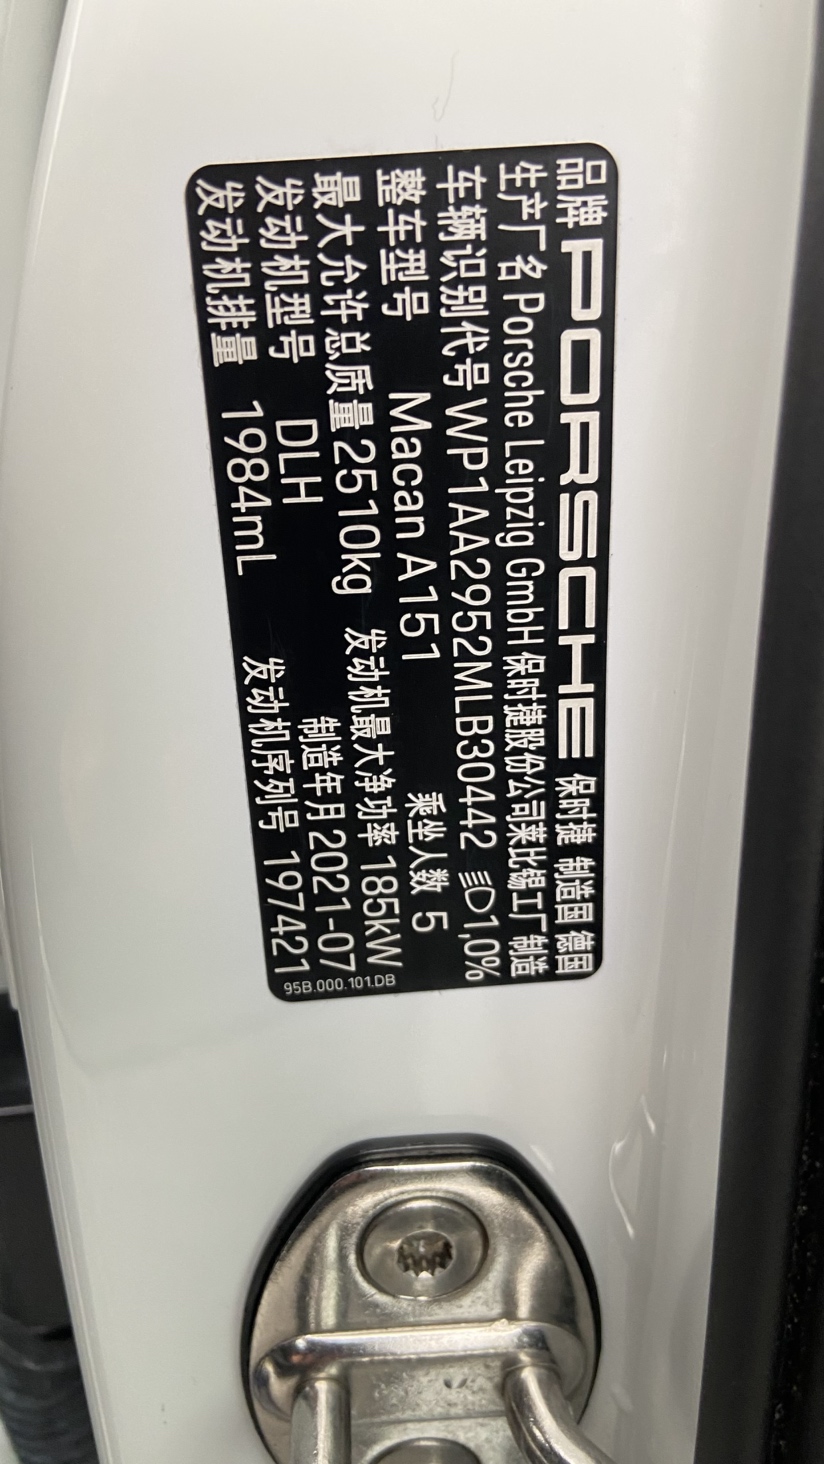 品牌 PORSCHE 保时捷 制造国 德国
生产厂名 Porsche Leipzig GmbH 保时捷股份公司莱比锡工厂 制造
车辆识别代号 WP1AA2952MLB30442 1,0%
整车型号 Macan A151 乘坐人数 5
最大允许总质量 2510kg 发动机最大净功率 185kW
发动机型号 DLH 制造年月 2021-07
发动机排量 1984mL 发动机序列号 197421
95B.000.101.DB